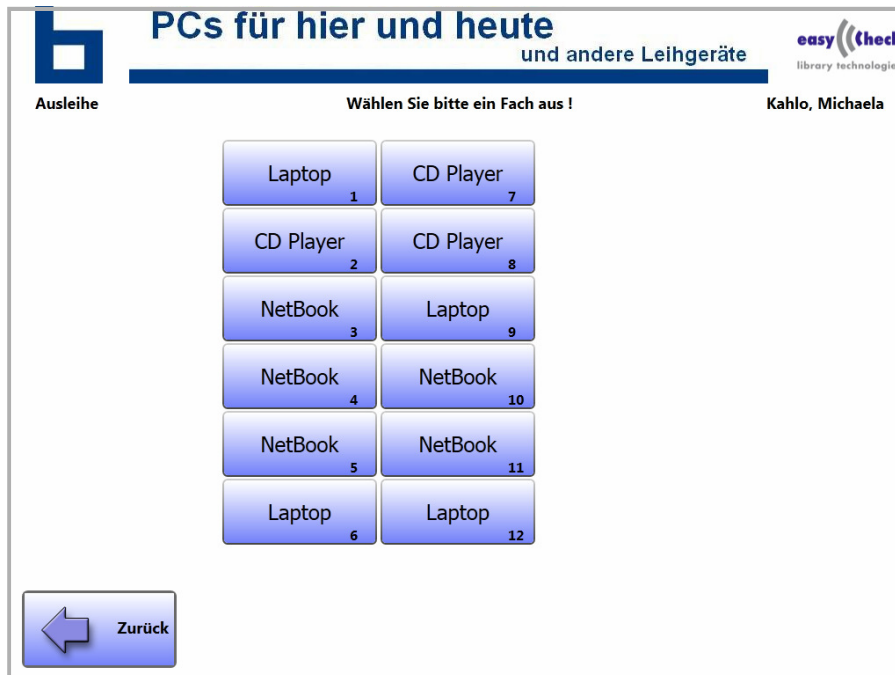 PCs für hier und heute
und andere Leihgeräte
easy Check
library technologie
Ausleihe
Wählen Sie bitte ein Fach aus !
Kahlo, Michaela
Laptop
1
CD Player
7
CD Player
2
CD Player
8
NetBook
3
Laptop
9
NetBook
4
NetBook
10
NetBook
5
NetBook
11
Laptop
6
Laptop
12
Zurück